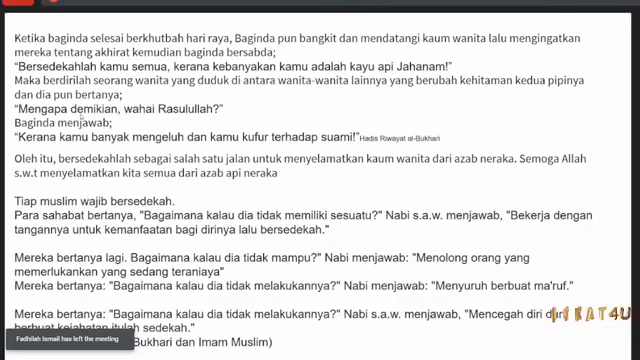 Ketika baginda selesai berkhutbah hari raya, Baginda pun bangkit dan mendatangi kaum wanita lalu mengingatkan
mereka tentang akhirat kemudian baginda bersabda;
“Bersedekahlah kamu semua, kerana kebanyakan kamu adalah kayu api Jahanam!”
Maka berdirilah seorang wanita yang duduk di antara wanita-wanita lainnya yang berubah kehitaman kedua pipinya
dan dia pun bertanya;
“Mengapa demikian, wahai Rasulullah?”
Baginda menjawab;
“Kerana kamu banyak mengeluh dan kamu kufur terhadap suami!” Hadis Riwayat al-Bukhari
Oleh itu, bersedekahlah sebagai salah satu jalan untuk menyelamatkan kaum wanita dari azab neraka. Semoga Allah
s.w.t menyelamatkan kita semua dari azab api neraka
Tiap muslim wajib bersedekah.
Para sahabat bertanya, "Bagaimana kalau dia tidak memiliki sesuatu?" Nabi s.a.w. menjawab, "Bekerja dengan
tangannya untuk kemanfaatan bagi dirinya lalu bersedekah."
Mereka bertanya lagi. Bagaimana kalau dia tidak mampu?" Nabi menjawab: "Menolong orang yang
memerlukankan yang sedang teraniaya"
Mereka bertanya: "Bagaimana kalau dia tidak melakukannya?" Nabi menjawab: "Menyuruh berbuat ma'ruf."
Mereka bertanya: "Bagaimana kalau dia tidak melakukannya?" Nabi s.a.w. menjawab, "Mencegah diri dari
berbuat kejahatan itulah sedekah."
Bukhari dan Imam Muslim)
Fadhilah Ismail has left the meeting